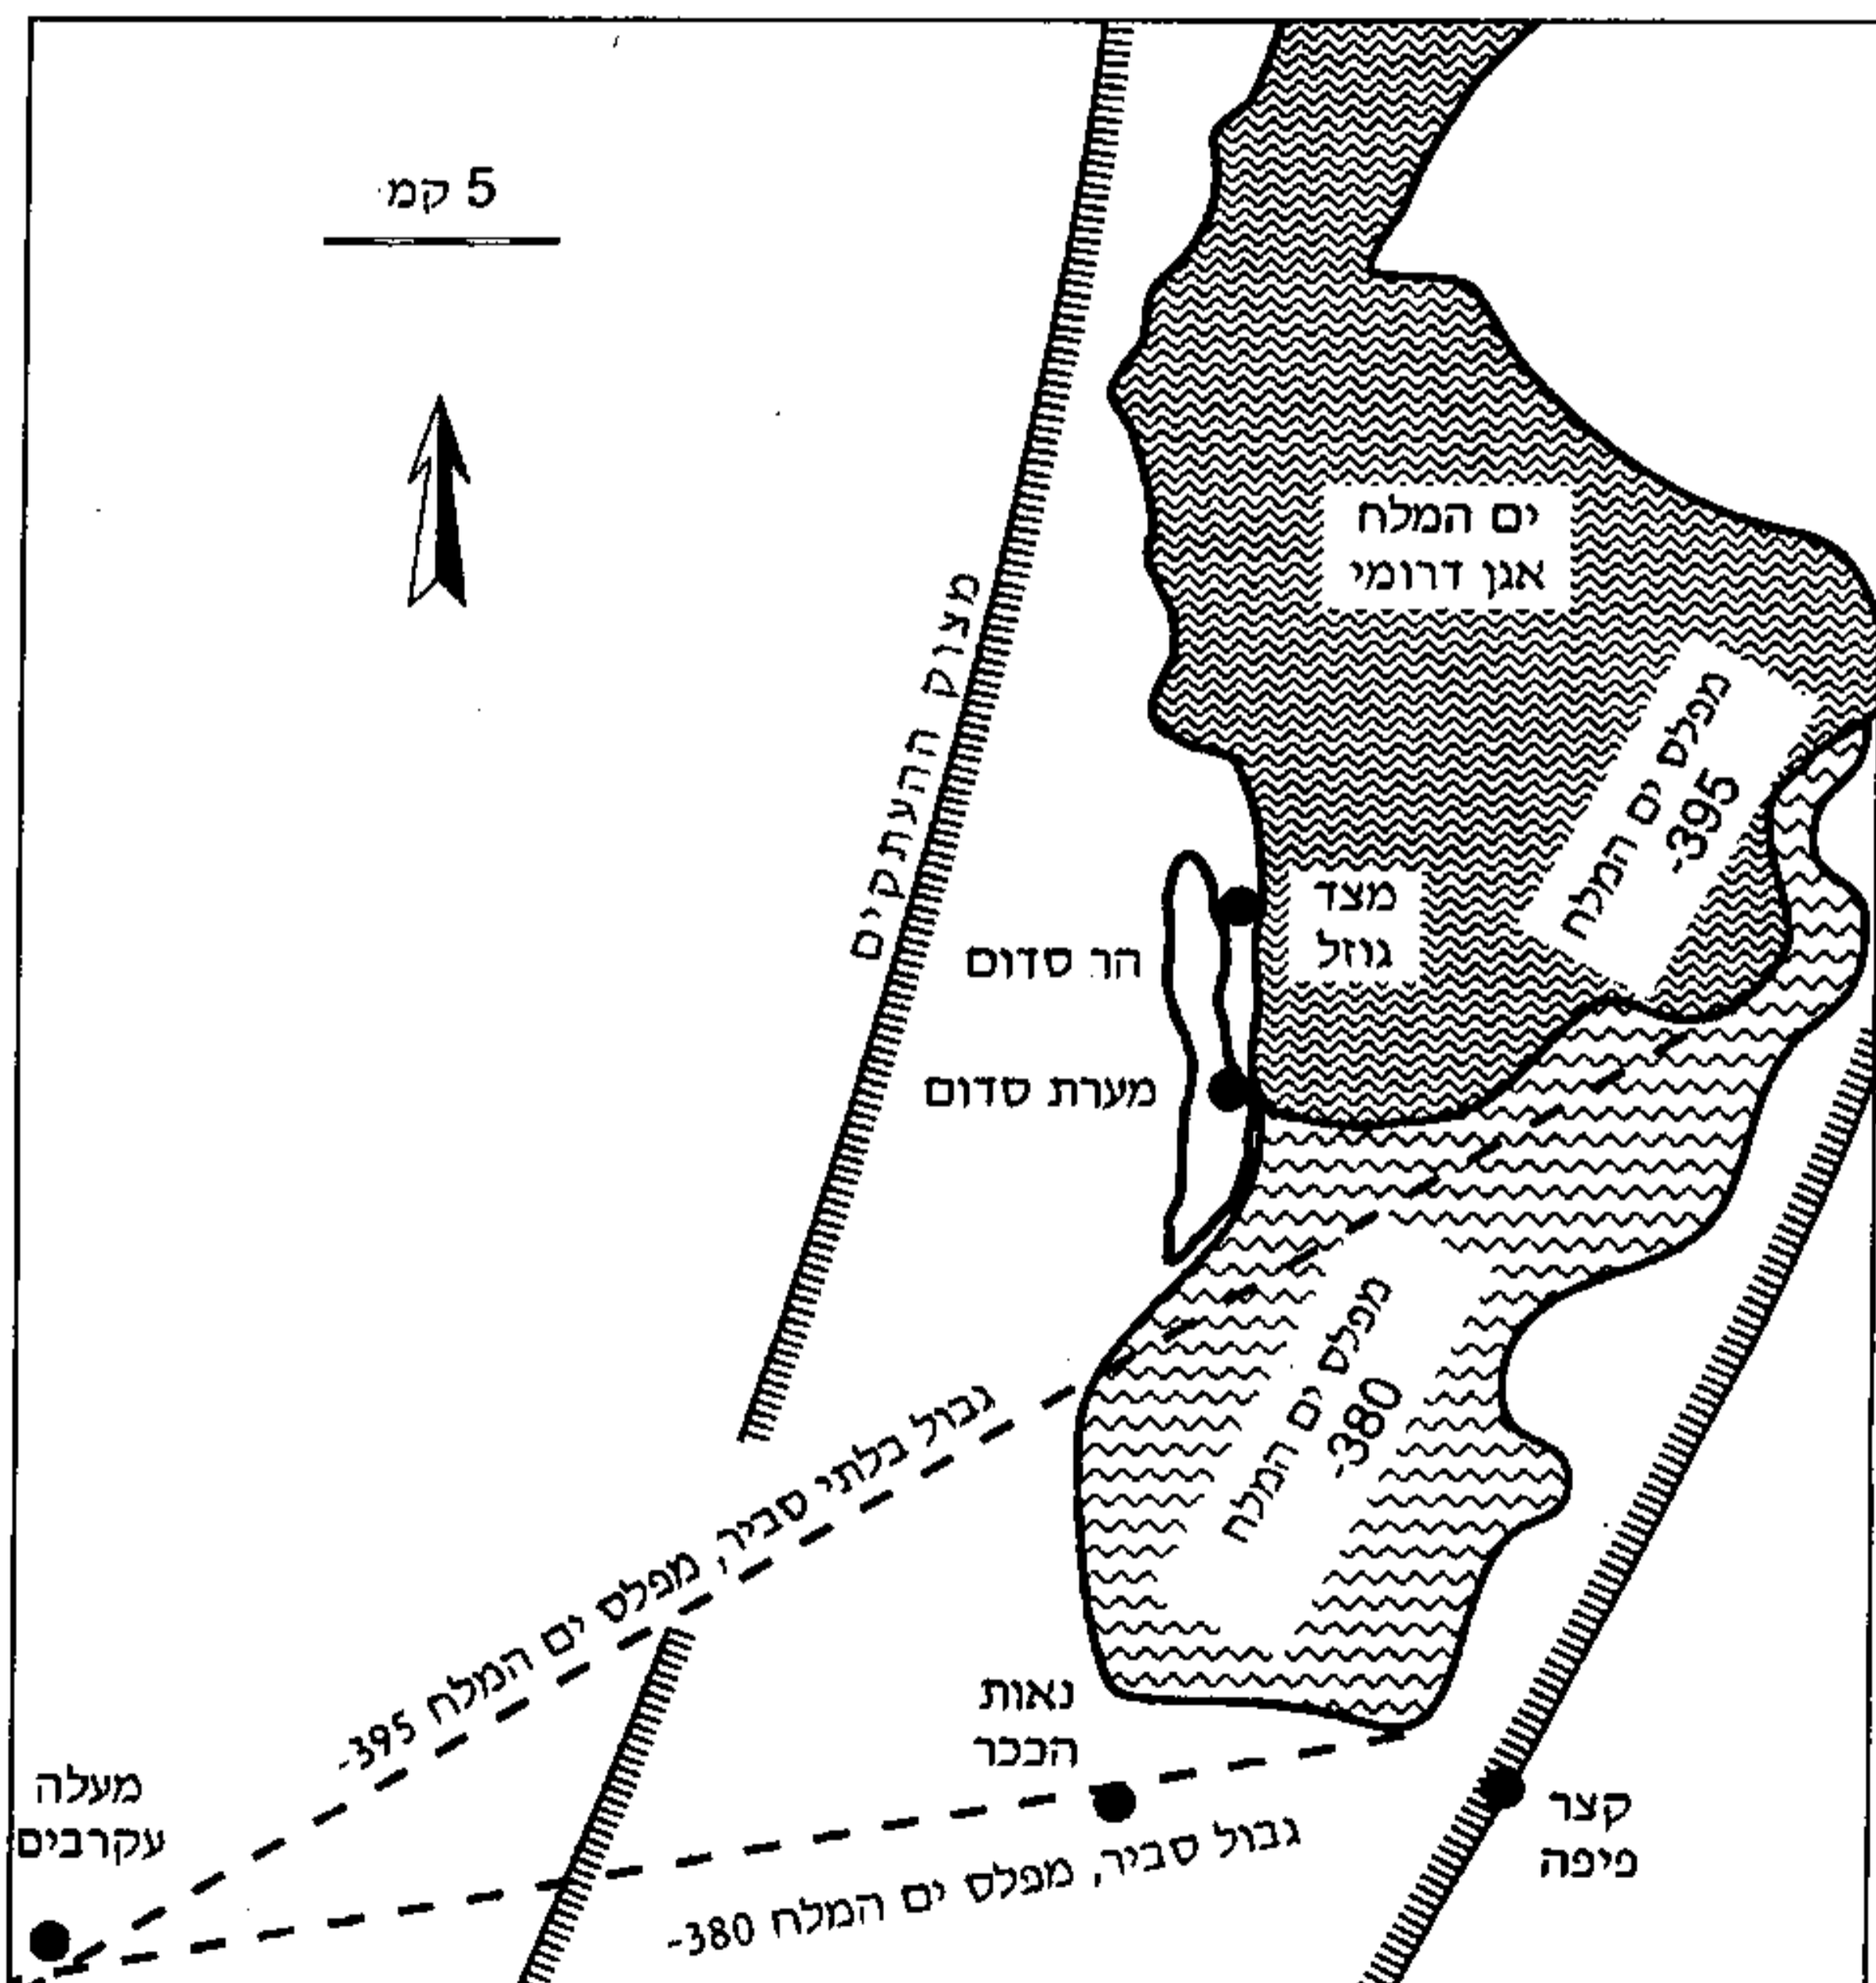 5 קמ'
ים המלח
אגן דרומי
מפלס ים המלח
-395
מצוק ההעתקים
מצד
גוזל
הר סדום
מערת סדום
מפלס ים המלח
-380
גבול בלתי סביר, מפלס ים המלח 395-
נאות
הככר
מעלה
עקרבים
קצר
פיפה
גבול סביר, מפלס ים המלח 380-